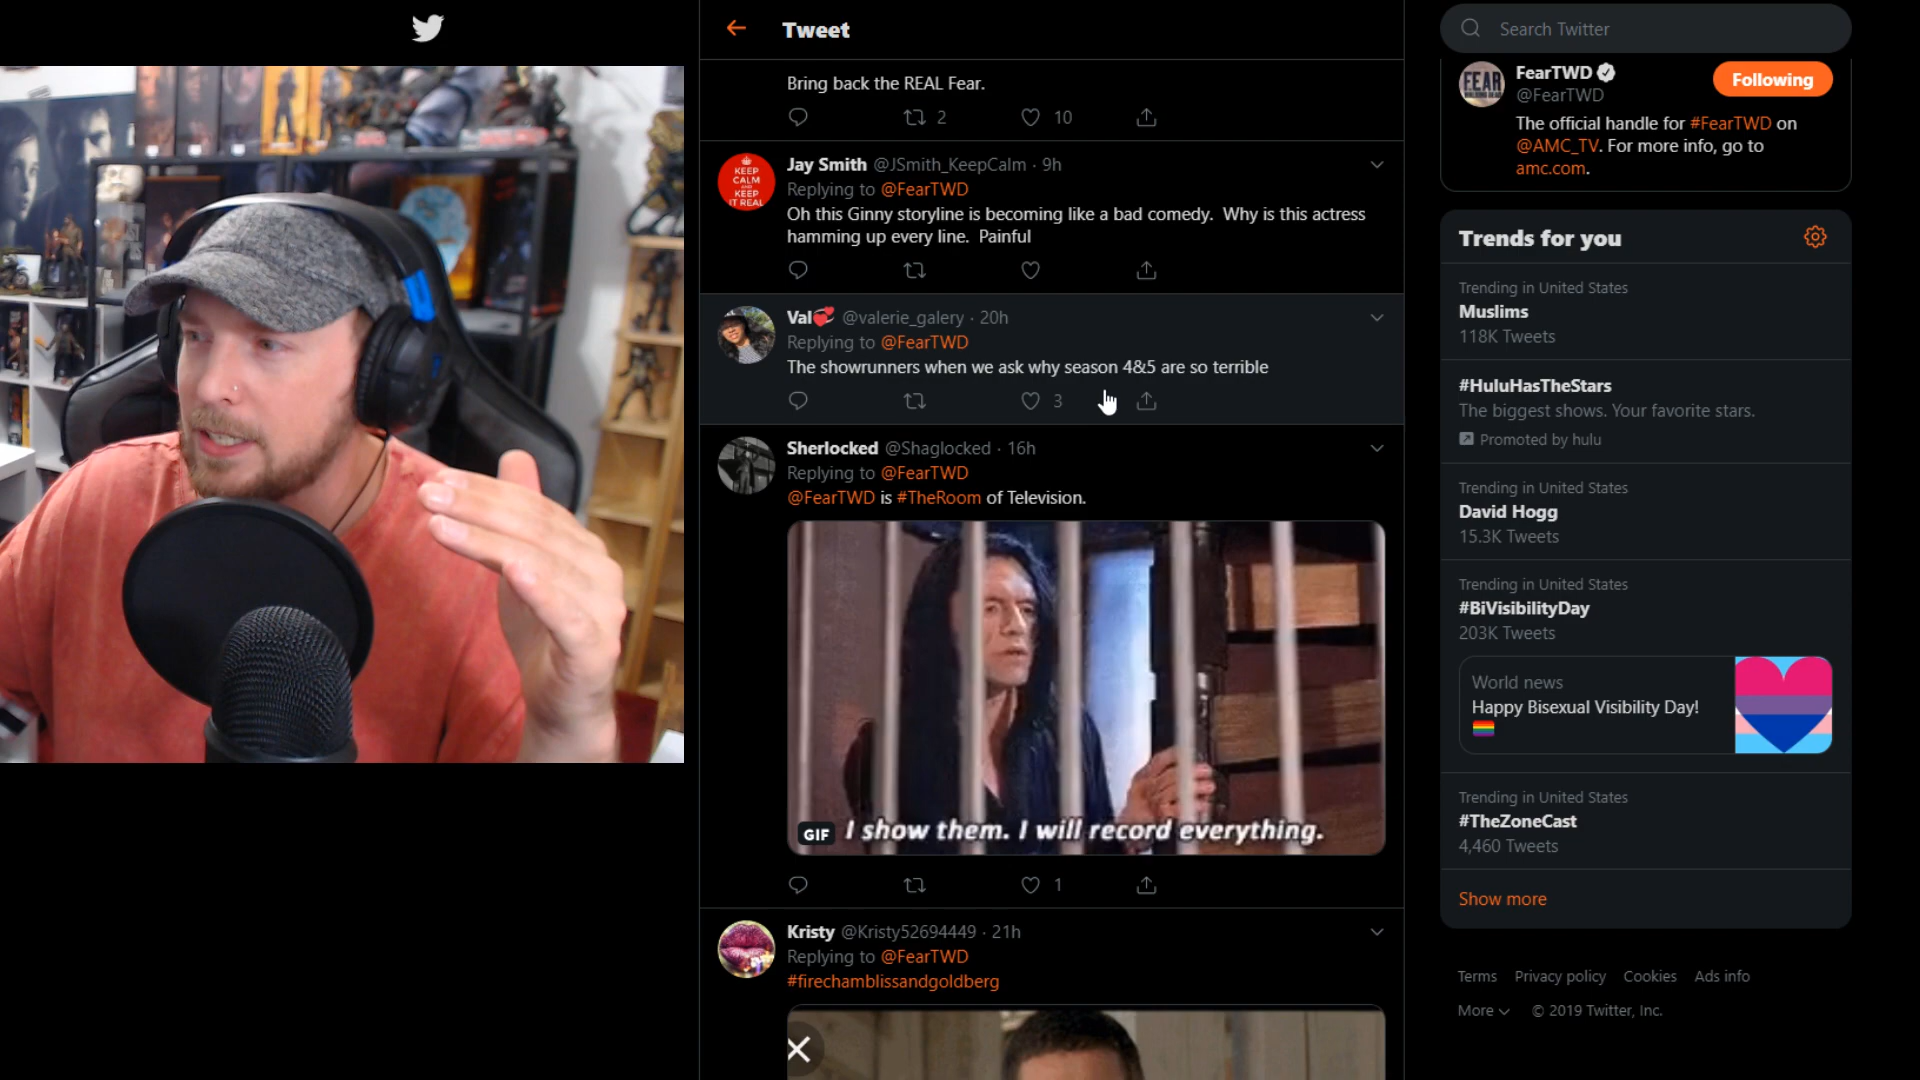 Tweet
Bring back the REAL Fear.
2 10
KEEP
CALM
AND
KEEP
IT REAL
Jay Smith @JSmith_KeepCalm · 9h
Replying to @FearTWD
Oh this Ginny storyline is becoming like a bad comedy. Why is this actress
hamming up every line. Painful
Val💞 @valerie_galery · 20h
Replying to @FearTWD
The showrunners when we ask why season 4&5 are so terrible
3
Sherlocked @Shaglocked · 16h
Replying to @FearTWD
@FearTWD is #TheRoom of Television.
GIF I show them. I will record everything.
1
Kristy @Kristy52694449 · 21h
Replying to @FearTWD
#firechamblissandgoldberg
Search Twitter
FEAR
FearTWD
Following
@FearTWD
The official handle for #FearTWD on
@AMC_TV. For more info, go to
amc.com.
Trends for you
Trending in United States
Muslims
118K Tweets
#HuluHasTheStars
The biggest shows. Your favorite stars.
Promoted by hulu
Trending in United States
David Hogg
15.3K Tweets
Trending in United States
#BiVisibilityDay
203K Tweets
World news
Happy Bisexual Visibility Day!
🏳️‍🌈
Trending in United States
#TheZoneCast
4,460 Tweets
Show more
Terms Privacy policy Cookies Ads info
More © 2019 Twitter, Inc.